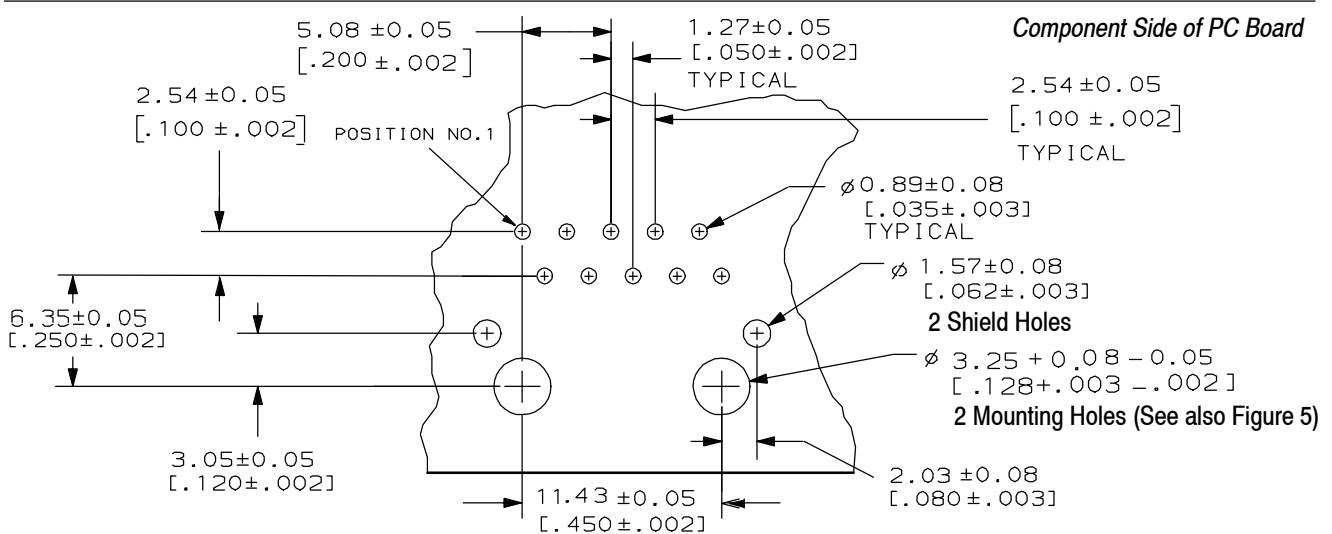 5.08 ±0.05
[.200 ±.002]
1.27±0.05
[.050±.002]
TYPICAL
Component Side of PC Board
2.54±0.05
[.100 ±.002]
POSITION NO.1
2.54±0.05
[.100 ±.002]
TYPICAL
⌀0.89±0.08
[.035±.003]
TYPICAL
⌀ 1.57±0.08
[.062±.003]
2 Shield Holes
6.35±0.05
[.250±.002]
⌀ 3.25 +0.08 -0.05
[.128+.003 -.002]
2 Mounting Holes (See also Figure 5)
3.05±0.05
[.120±.002]
2.03 ±0.08
[.080±.003]
11.43 ±0.05
[.450±.002]